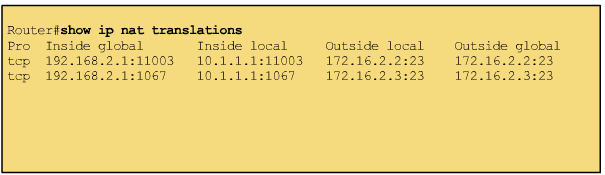 Router#show ip nat translations
Pro Inside global Inside local Outside local Outside global
tcp 192.168.2.1:11003 10.1.1.1:11003 172.16.2.2:23 172.16.2.2:23
tcp 192.168.2.1:1067 10.1.1.1:1067 172.16.2.3:23 172.16.2.3:23